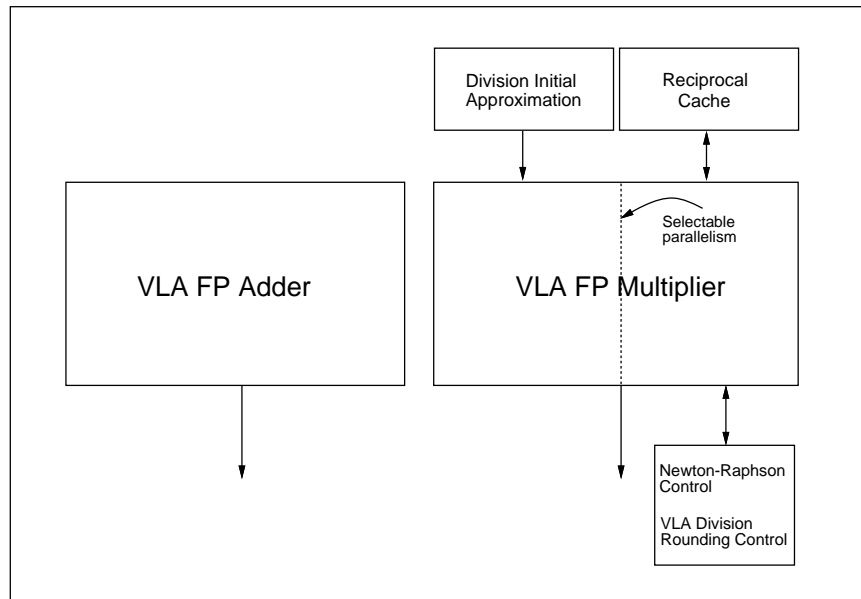 Division Initial
Approximation
Reciprocal
Cache
Selectable
parallelism
VLA FP Adder
VLA FP Multiplier
Newton-Raphson
Control
VLA Division
Rounding Control